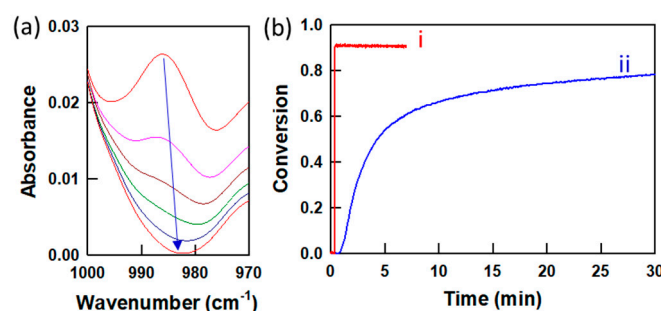 (a)
0.03
0.02
0.01
0.00
Absorbance
1000 990 980 970
Wavenumber (cm⁻¹)
(b)
1.0
0.8
0.6
0.4
0.2
0.0
Conversion
i
ii
0 5 10 15 20 25 30
Time (min)